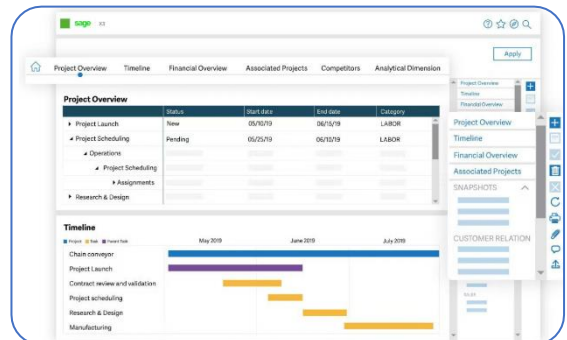 sage X3
Apply
Project Overview Timeline Financial Overview Associated Projects Competitors Analytical Dimension
Project Overview
Timeline
Financial Overview
Project Overview
Status Start date End date Category
Project Launch New 05/10/19 06/15/19 LABOR
Project Scheduling Pending 05/25/19 06/10/19 LABOR
Operations
Project Scheduling
Assignments
Research & Design
Project Overview
Timeline
Financial Overview
Associated Projects
SNAPSHOTS
CUSTOMER RELATION
Timeline
Project Task Parent Task May 2019 June 2019 July 2019
Chain conveyor
Project Launch
Contract review and validation
Project scheduling
Research & Design
Manufacturing